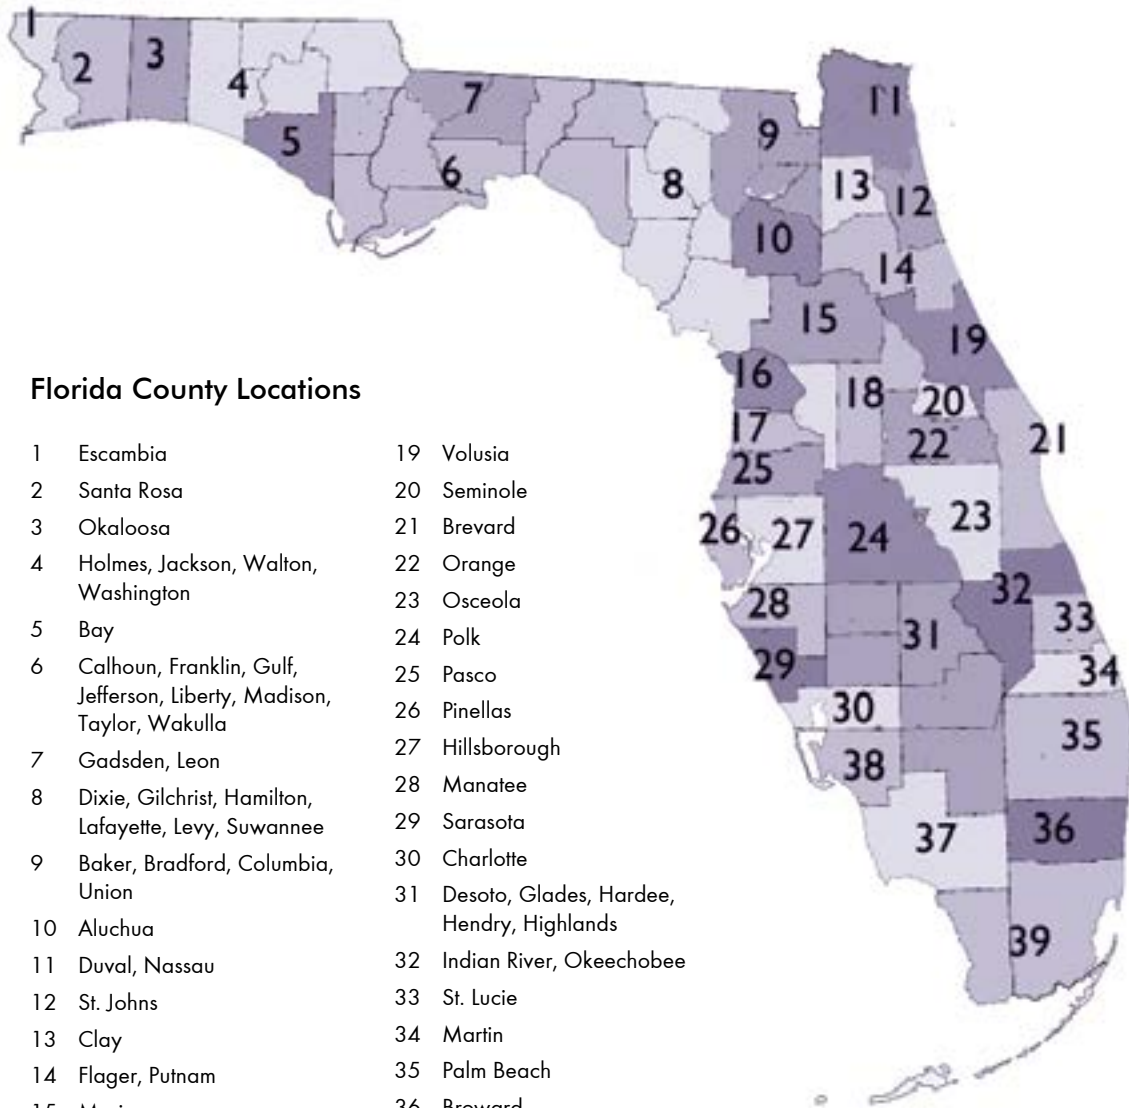 1
2
3
4
5
6
7
8
9
10
11
12
13
14
15
16
17
18
19
20
21
22
23
24
25
26
27
28
29
30
31
32
33
34
35
36
37
38
39
Florida County Locations
1 Escambia
2 Santa Rosa
3 Okaloosa
4 Holmes, Jackson, Walton,
Washington
5 Bay
6 Calhoun, Franklin, Gulf,
Jefferson, Liberty, Madison,
Taylor, Wakulla
7 Gadsden, Leon
8 Dixie, Gilchrist, Hamilton,
Lafayette, Levy, Suwannee
9 Baker, Bradford, Columbia,
Union
10 Aluchua
11 Duval, Nassau
12 St. Johns
13 Clay
14 Flager, Putnam
15
19 Volusia
20 Seminole
21 Brevard
22 Orange
23 Osceola
24 Polk
25 Pasco
26 Pinellas
27 Hillsborough
28 Manatee
29 Sarasota
30 Charlotte
31 Desoto, Glades, Hardee,
Hendry, Highlands
32 Indian River, Okeechobee
33 St. Lucie
34 Martin
35 Palm Beach
36 Broward